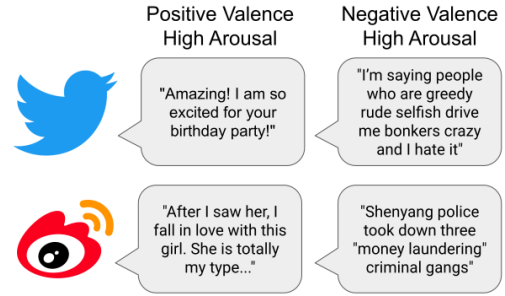 Positive Valence
High Arousal
Negative Valence
High Arousal
"Amazing! I am so
excited for your
birthday party!"
"I'm saying people
who are greedy
rude selfish drive
me bonkers crazy
and I hate it"
"After I saw her, I
fall in love with this
girl. She is totally
my type..."
"Shenyang police
took down three
"money laundering"
criminal gangs"